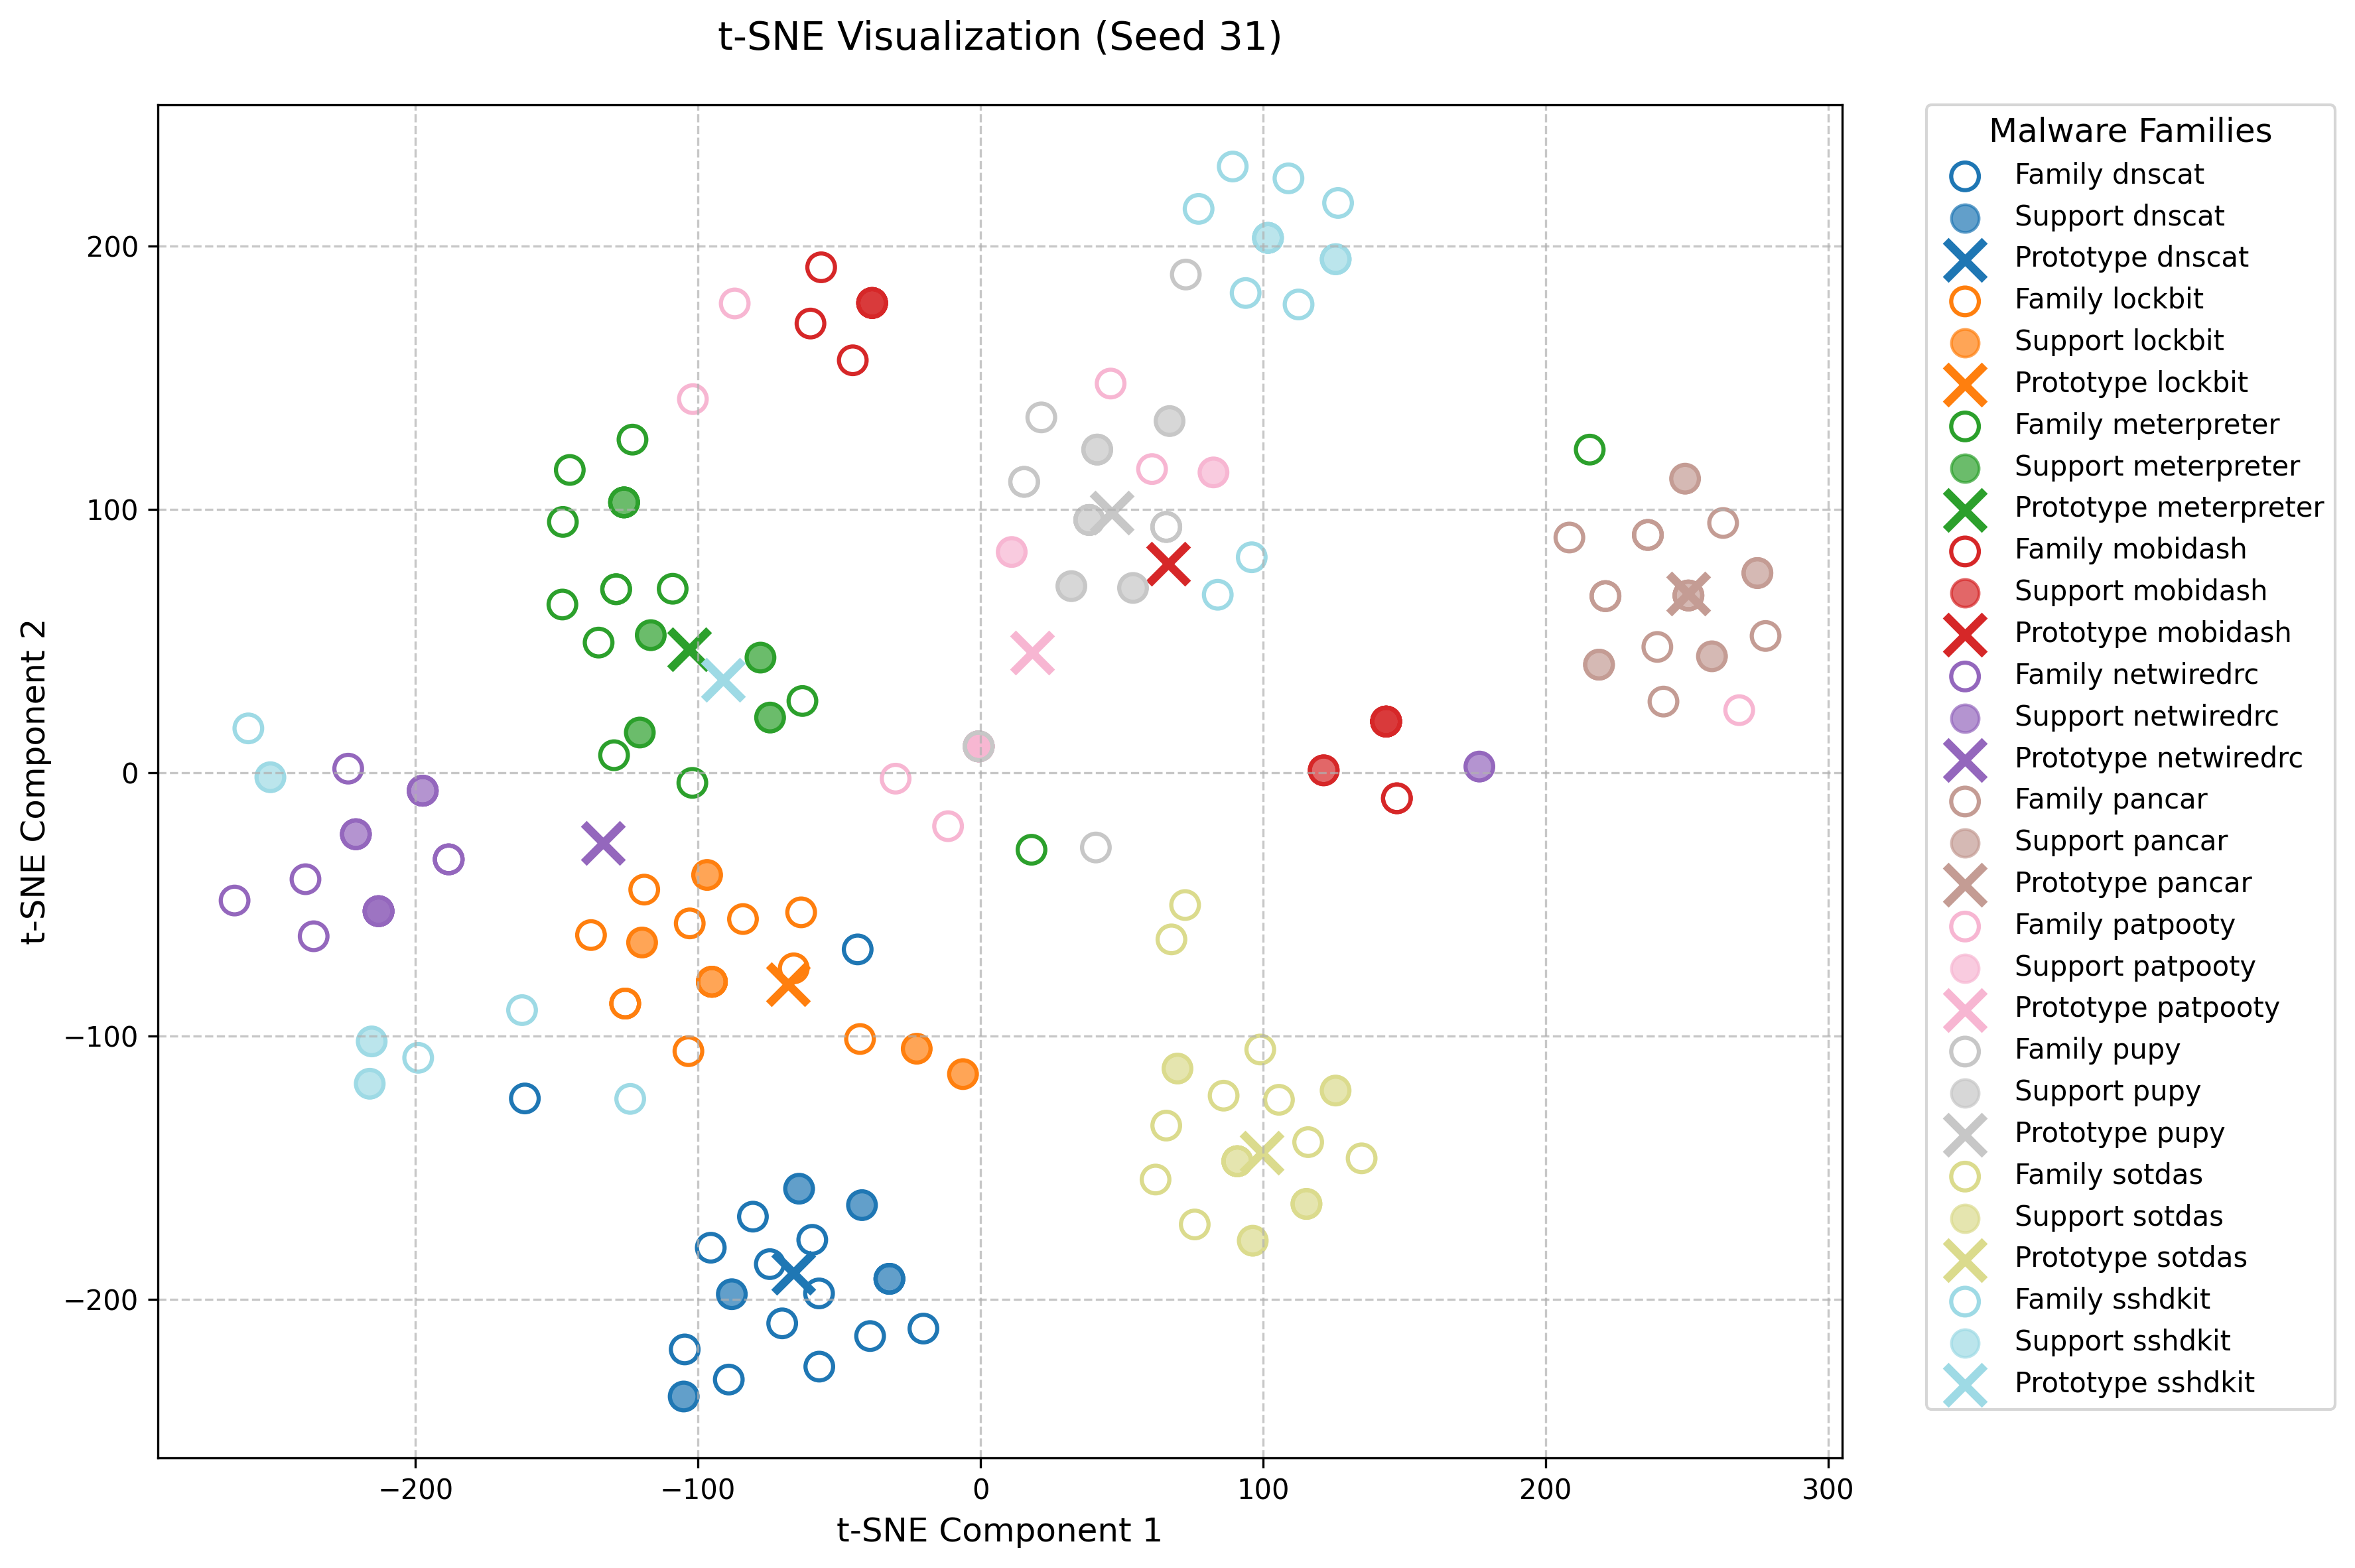 t-SNE Visualization (Seed 31)
t-SNE Component 2
200
100
0
−100
−200
−200
−100
0
100
200
300
t-SNE Component 1
Malware Families
Family dnscat
Support dnscat
Prototype dnscat
Family lockbit
Support lockbit
Prototype lockbit
Family meterpreter
Support meterpreter
Prototype meterpreter
Family mobidash
Support mobidash
Prototype mobidash
Family netwiredrc
Support netwiredrc
Prototype netwiredrc
Family pancar
Support pancar
Prototype pancar
Family patpooty
Support patpooty
Prototype patpooty
Family pupy
Support pupy
Prototype pupy
Family sotdas
Support sotdas
Prototype sotdas
Family sshdkit
Support sshdkit
Prototype sshdkit